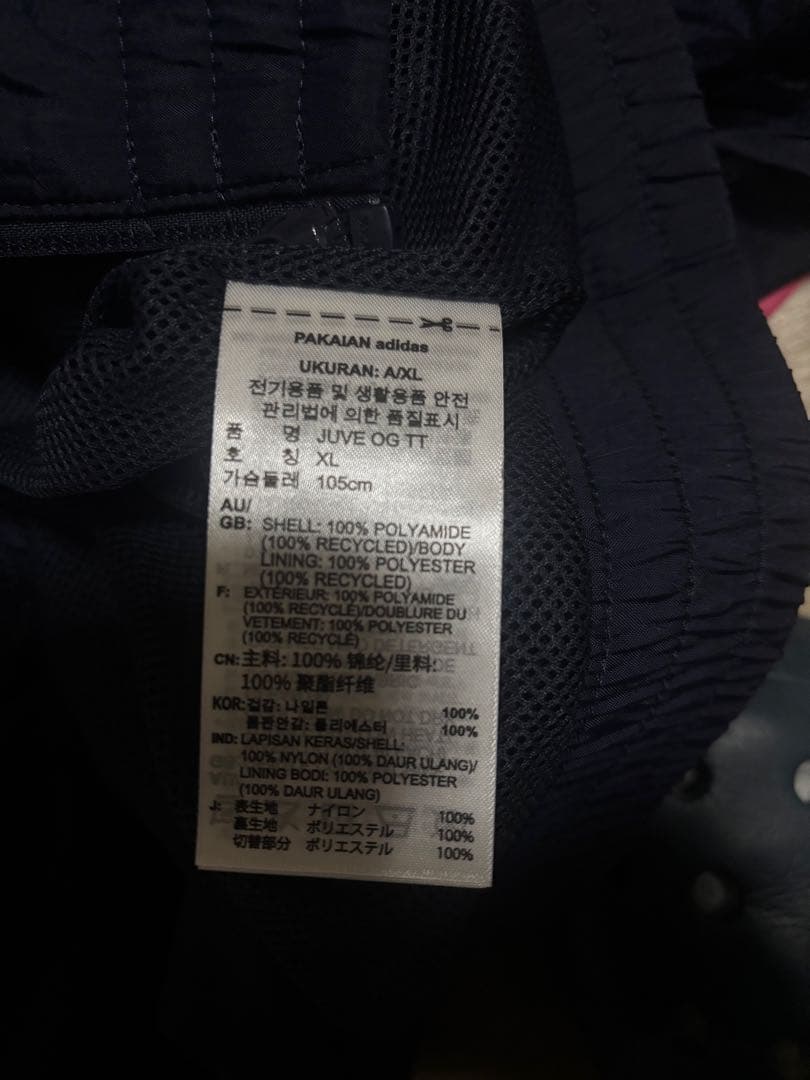 PAKAIAN adidas
UKURAN: A/XL
전기용품 및 생활용품 안전
관리법에 의한 품질표시
품 명 JUVE OG TT
호 칭 XL
가슴둘레 105cm
AU/
GB: SHELL: 100% POLYAMIDE
(100% RECYCLED)/BODY
LINING: 100% POLYESTER
(100% RECYCLED)
F: EXTÉRIEUR: 100% POLYAMIDE
(100% RECYCLÉ)/DOUBLURE DU
VETEMENT: 100% POLYESTER
(100% RECYCLÉ)
CN: 主料: 100% 锦纶/里料:
100% 聚酯纤维
KOR: 겉감: 나일론 100%
몸판안감: 폴리에스터 100%
IND: LAPISAN KERAS/SHELL:
100% NYLON (100% DAUR ULANG)/
LINING BODI: 100% POLYESTER
(100% DAUR ULANG)
J: 表生地 ナイロン 100%
裏生地 ポリエステル 100%
切替部分 ポリエステル 100%